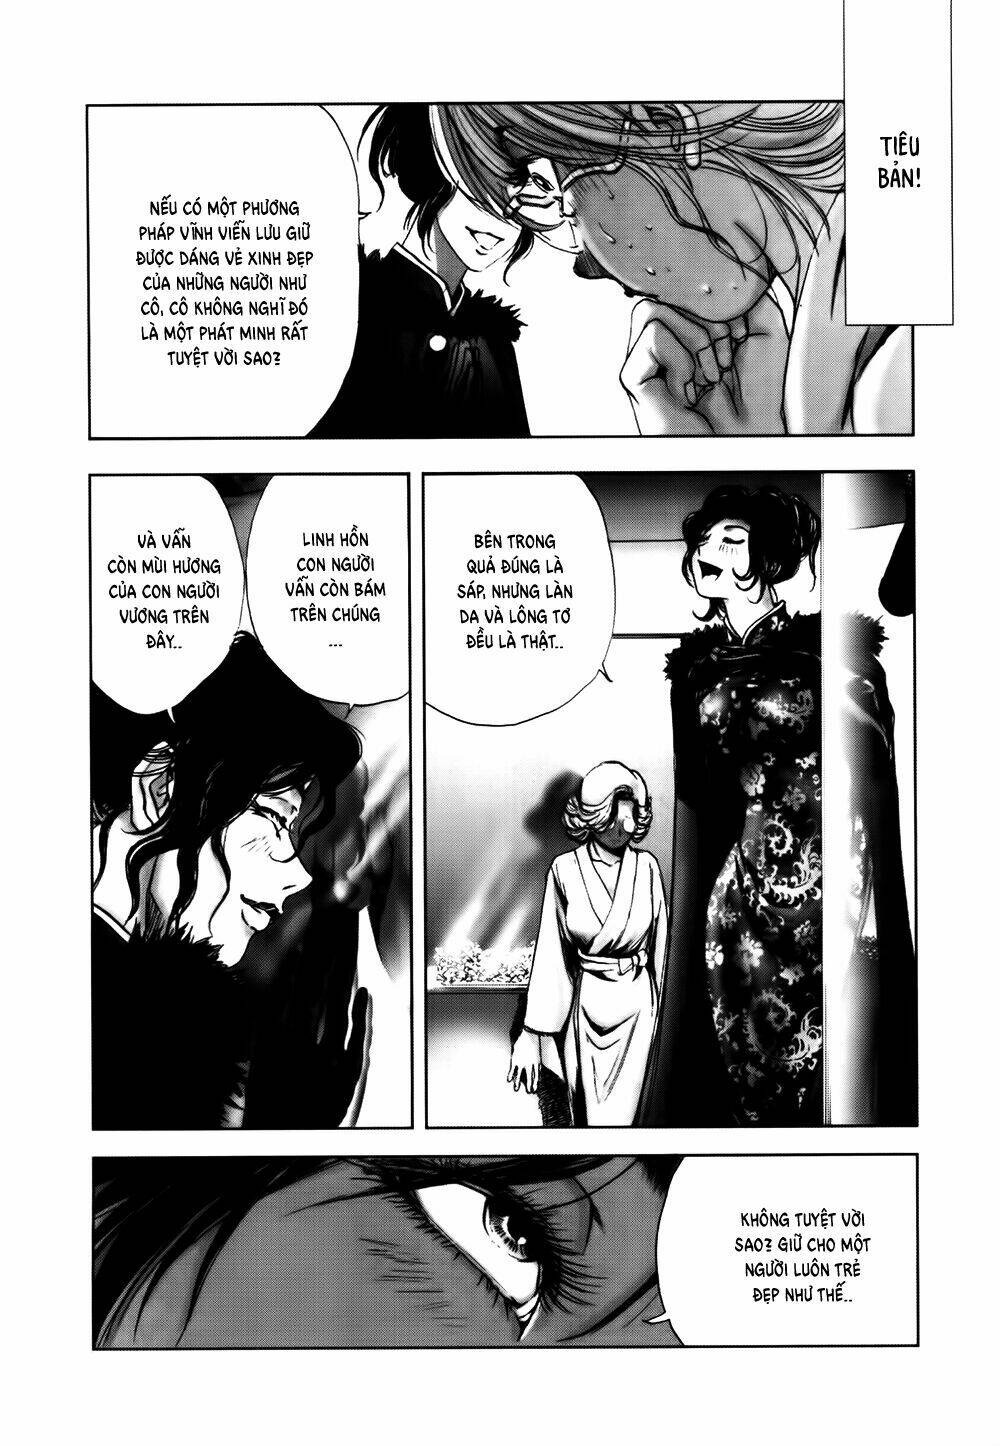 TIÊU
BẢN!
NẾU CÓ MỘT PHƯƠNG
PHÁP VĨNH VIỄN LƯU GIỮ
ĐƯỢC DÁNG VẺ XINH ĐẸP
CỦA NHỮNG NGƯỜI NHƯ
CÔ, CÔ KHÔNG NGHĨ ĐÓ
LÀ MỘT PHÁT MINH RẤT
TUYỆT VỜI SAO?
BÊN TRONG
QUẢ ĐÚNG LÀ
SÁP, NHƯNG LÀN
DA VÀ LÔNG TƠ
ĐỀU LÀ THẬT..
LINH HỒN
CON NGƯỜI
VẪN CÒN BÁM
TRÊN CHÚNG
...
VÀ VẪN
CÒN MÙI HƯƠNG
CỦA CON NGƯỜI
VƯƠNG TRÊN
ĐÂY..
KHÔNG TUYỆT VỜI
SAO? GIỮ CHO MỘT
NGƯỜI LUÔN TRẺ
ĐẸP NHƯ THẾ..